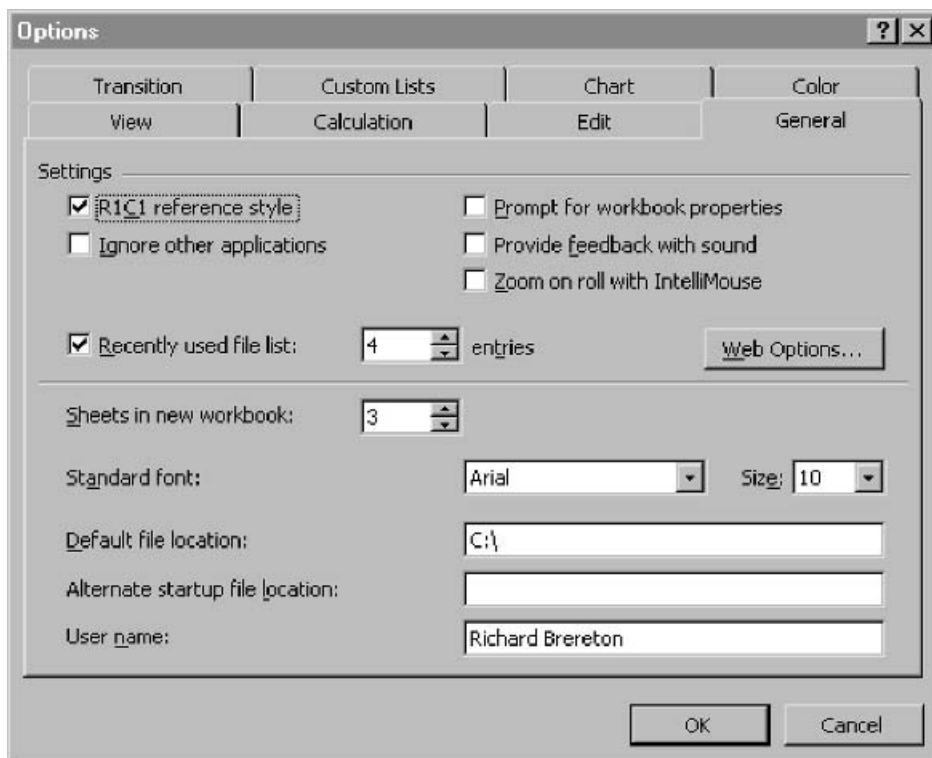 Options
Transition Custom Lists Chart Color
View Calculation Edit General
Settings
R1C1 reference style Prompt for workbook properties
Ignore other applications Provide feedback with sound
Zoom on roll with IntelliMouse
Recently used file list: 4 entries Web Options...
Sheets in new workbook: 3
Standard font: Arial Size: 10
Default file location: C:\
Alternate startup file location:
User name: Richard Brereton
OK Cancel